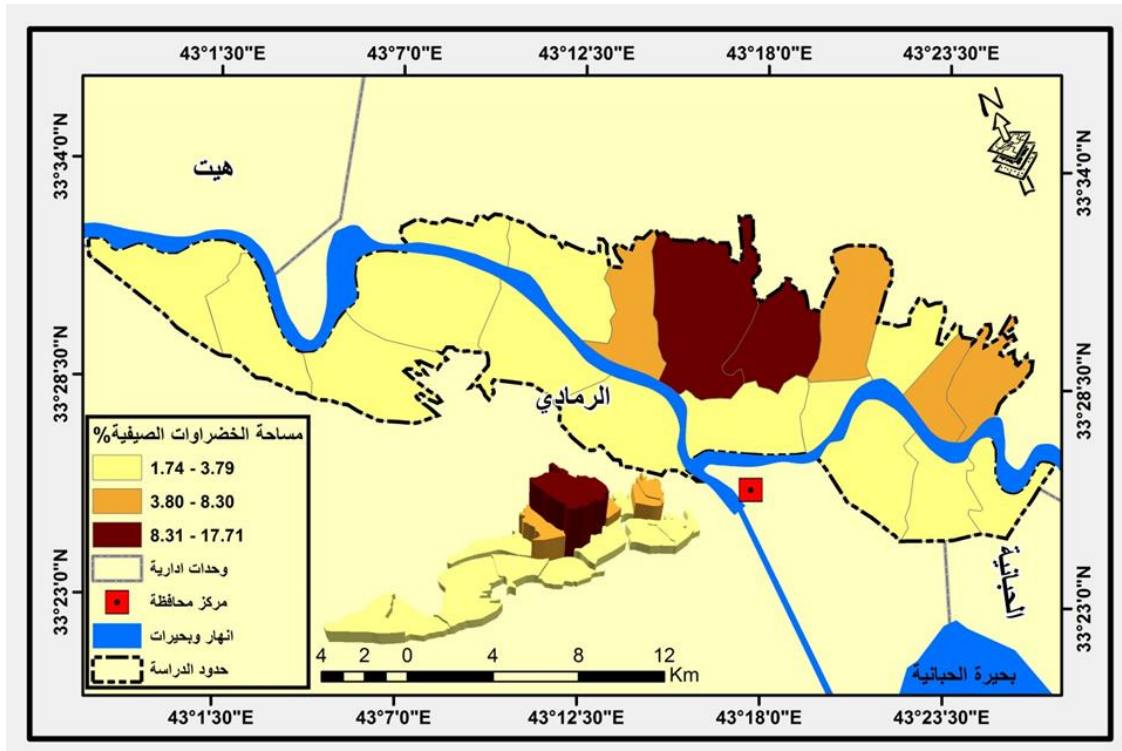 43°1'30"E 43°7'0"E 43°12'30"E 43°18'0"E 43°23'30"E
N
33°34'0"N
33°34'0"N
هيت
33°28'30"N
33°28'30"N
الرمادي
مساحة الخضراوات الصيفية%
1.74 - 3.79
3.80 - 8.30
8.31 - 17.71
وحدات ادارية
مركز محافظة
انهار وبحيرات
حدود الدراسة
33°23'0"N
33°23'0"N
الحبانية
بحيرة الحبانية
4 2 0 4 8 12
Km
43°1'30"E 43°7'0"E 43°12'30"E 43°18'0"E 43°23'30"E